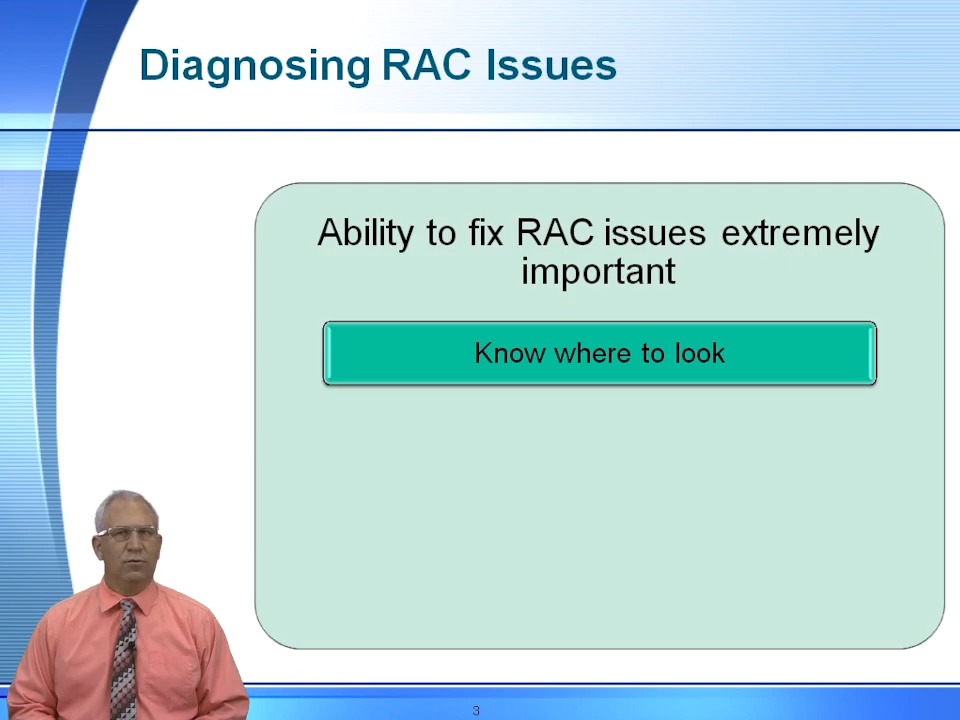 Diagnosing RAC Issues
Ability to fix RAC issues extremely
important
Know where to look
3